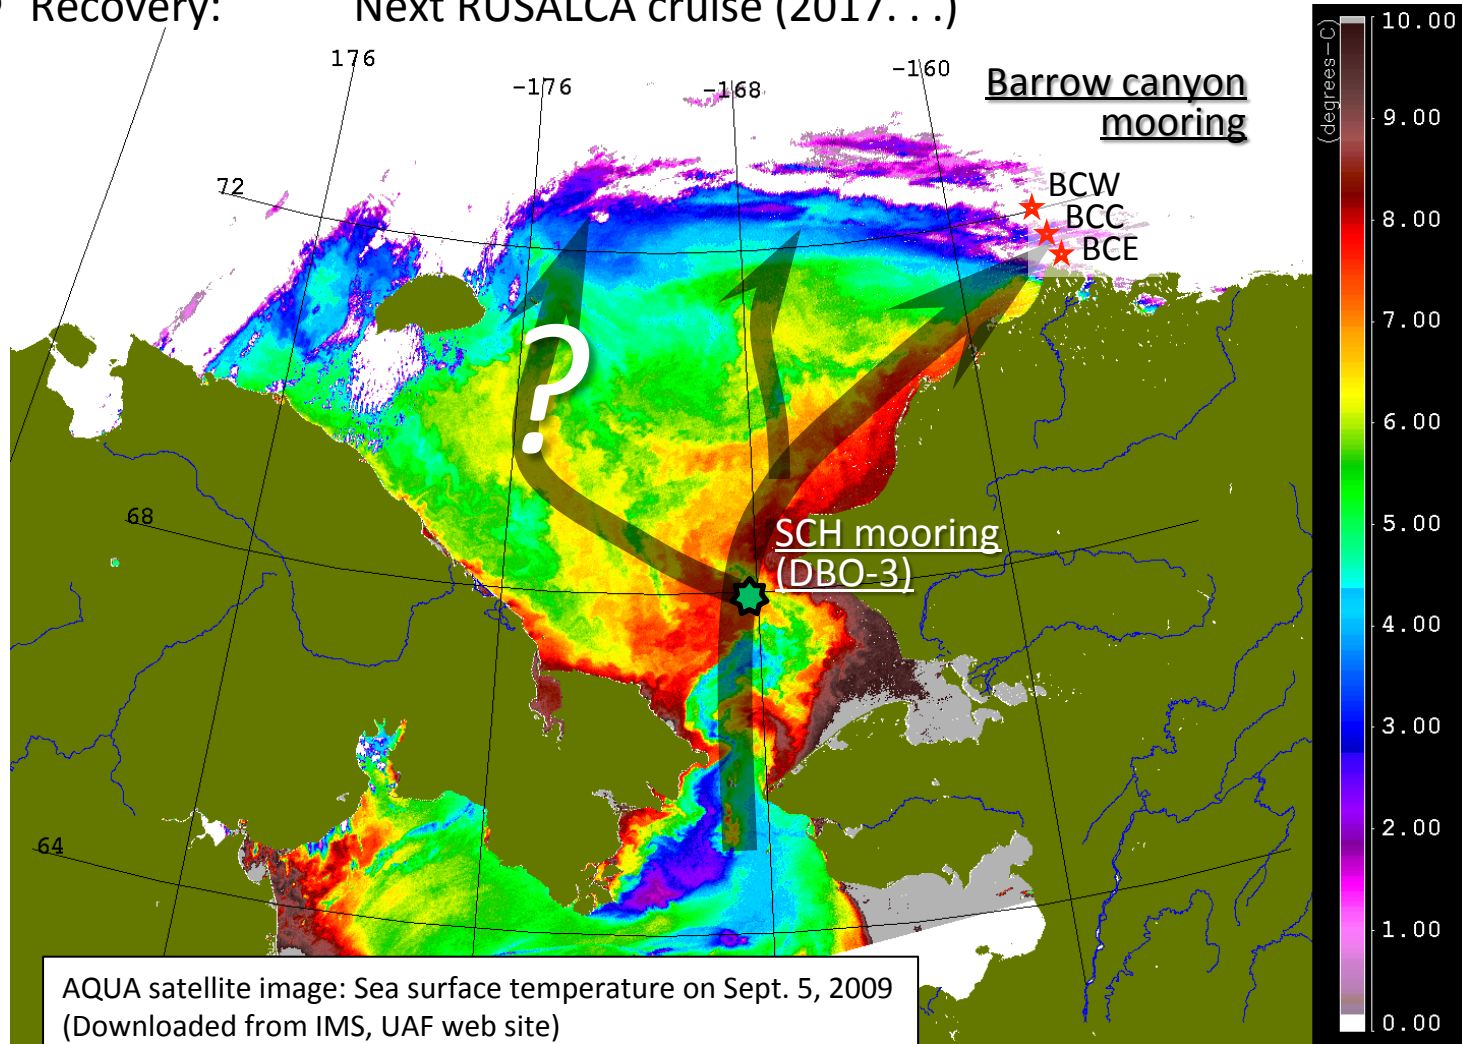 Recovery: Next RUSALCA cruise (2017. . .)
176
-176
-168
-160
Barrow canyon
mooring
72
BCW
BCC
BCE
?
68
SCH mooring
(DBO-3)
64
AQUA satellite image: Sea surface temperature on Sept. 5, 2009
(Downloaded from IMS, UAF web site)
(degrees-C)
10.00
9.00
8.00
7.00
6.00
5.00
4.00
3.00
2.00
1.00
0.00